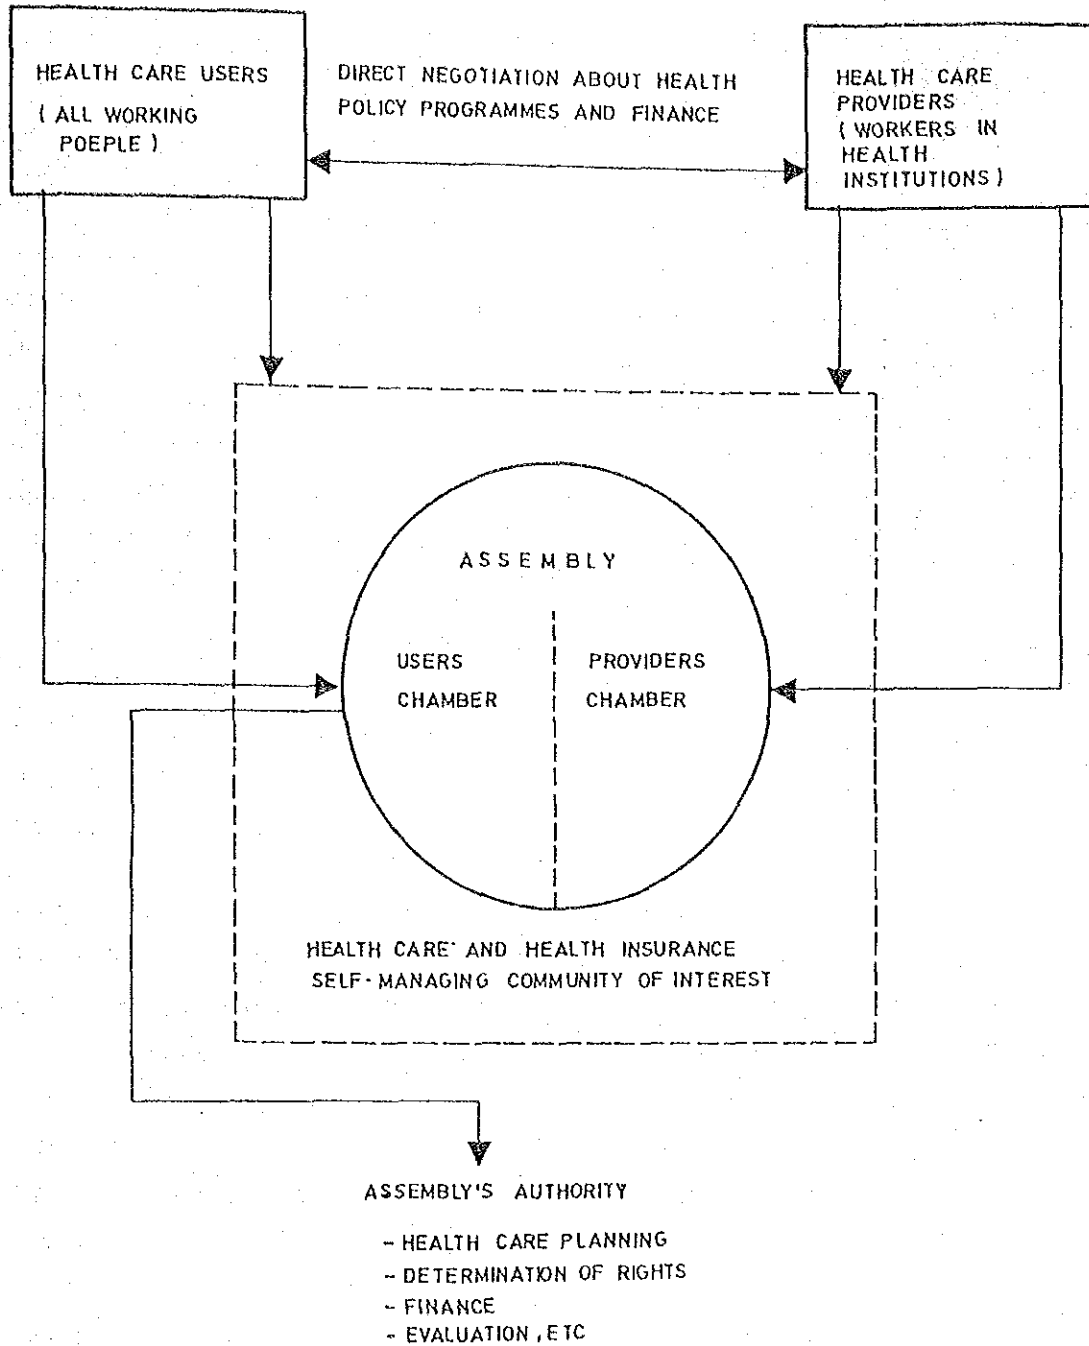 HEALTH CARE USERS
( ALL WORKING
POEPLE )
DIRECT NEGOTIATION ABOUT HEALTH
POLICY PROGRAMMES AND FINANCE
HEALTH CARE
PROVIDERS
( WORKERS IN
HEALTH
INSTITUTIONS )
ASSEMBLY
USERS
CHAMBER
PROVIDERS
CHAMBER
HEALTH CARE AND HEALTH INSURANCE
SELF-MANAGING COMMUNITY OF INTEREST
ASSEMBLY'S AUTHORITY
- HEALTH CARE PLANNING
- DETERMINATION OF RIGHTS
- FINANCE
- EVALUATION, ETC